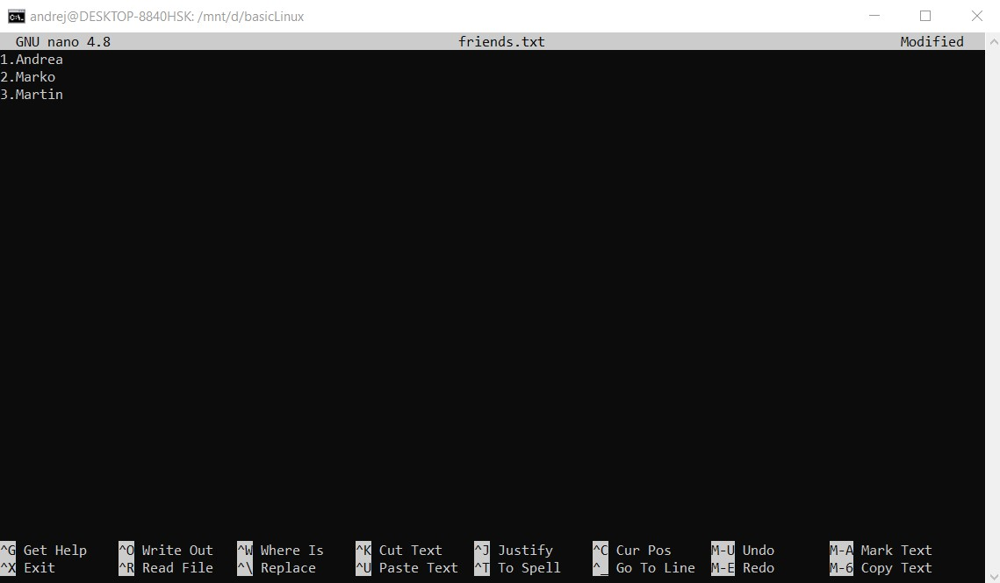 andrej@DESKTOP-8840HSK: /mnt/d/basicLinux
GNU nano 4.8 friends.txt Modified
1.Andrea
2.Marko
3.Martin
^G Get Help ^O Write Out ^W Where Is ^K Cut Text ^J Justify ^C Cur Pos M-U Undo M-A Mark Text
^X Exit ^R Read File ^\ Replace ^U Paste Text ^T To Spell ^_ Go To Line M-E Redo M-6 Copy Text